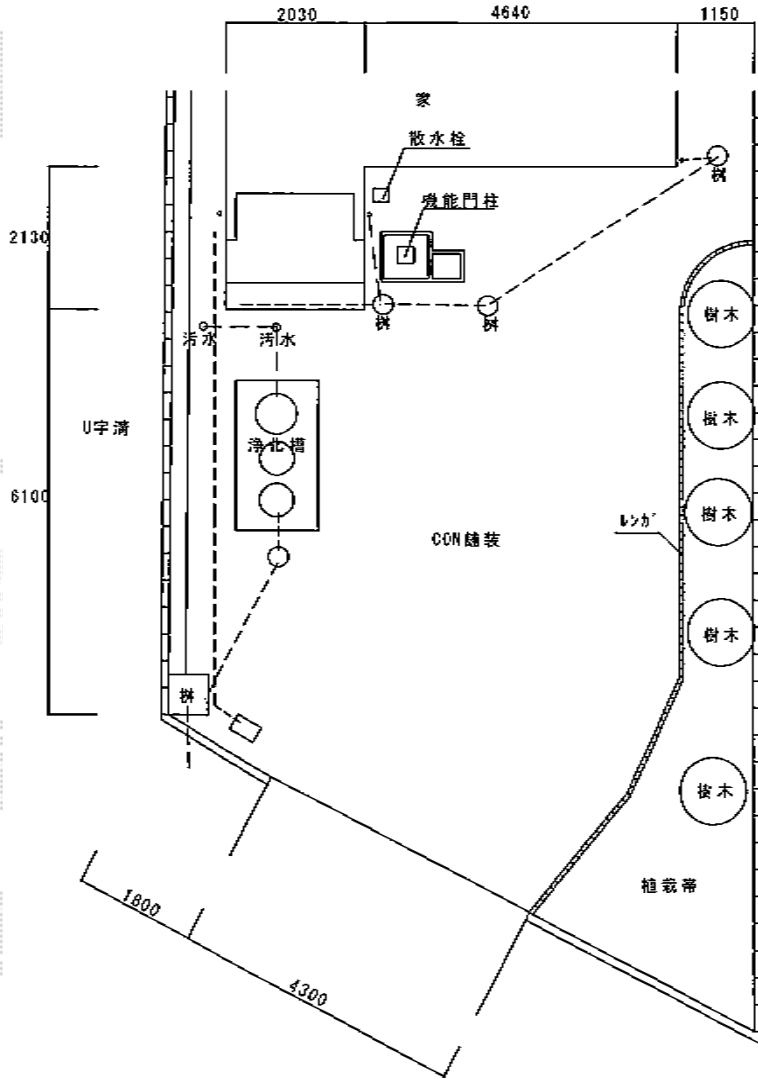 2030 4640 1150
家
散水栓
桝
機能門柱
2130
桝 桝
樹木
汚水 汚水
樹木
U字溝
浄化槽
6100
レンガ
樹木
CON舗装
樹木
桝
樹木
植栽帯
1800
4300